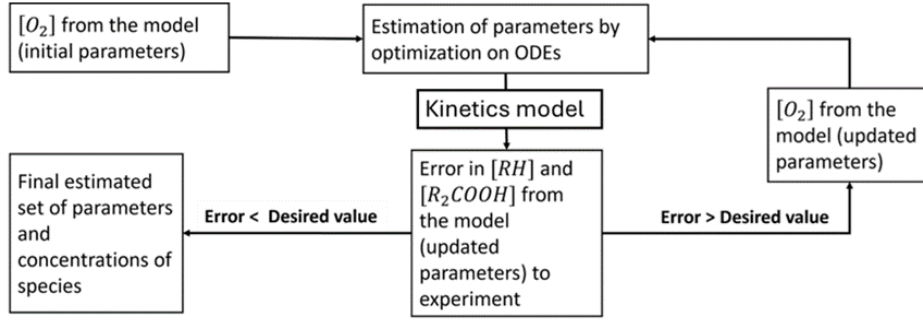 [O₂] from the model
(initial parameters)
Estimation of parameters by
optimization on ODEs
Kinetics model
[O₂] from the
model (updated
parameters)
Error in [RH] and
[R₂COOH] from
the model
(updated
parameters) to
experiment
Error < Desired value
Error > Desired value
Final estimated
set of parameters
and
concentrations of
species